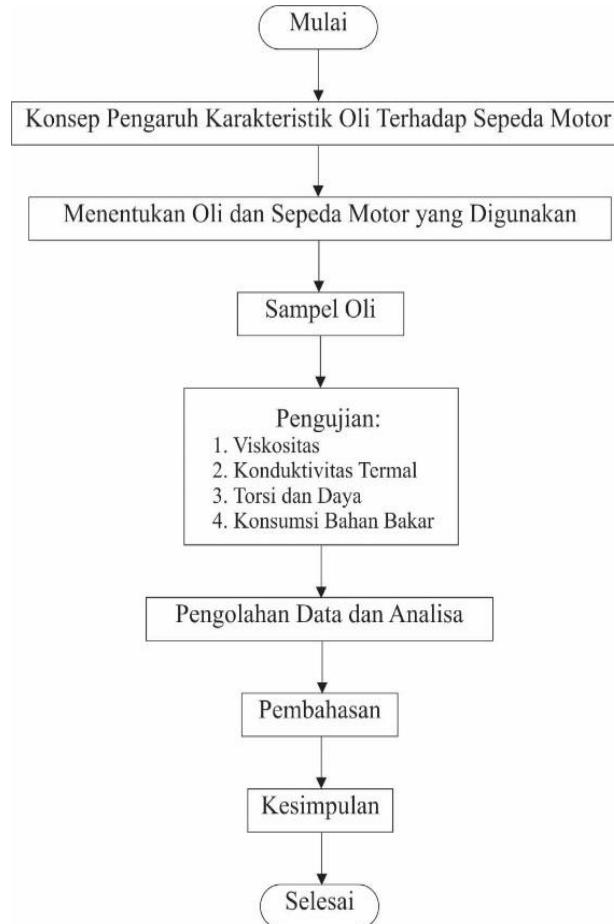 Mulai
Konsep Pengaruh Karakteristik Oli Terhadap Sepeda Motor
Menentukan Oli dan Sepeda Motor yang Digunakan
Sampel Oli
Pengujian:
1. Viskositas
2. Konduktivitas Termal
3. Torsi dan Daya
4. Konsumsi Bahan Bakar
Pengolahan Data dan Analisa
Pembahasan
Kesimpulan
Selesai